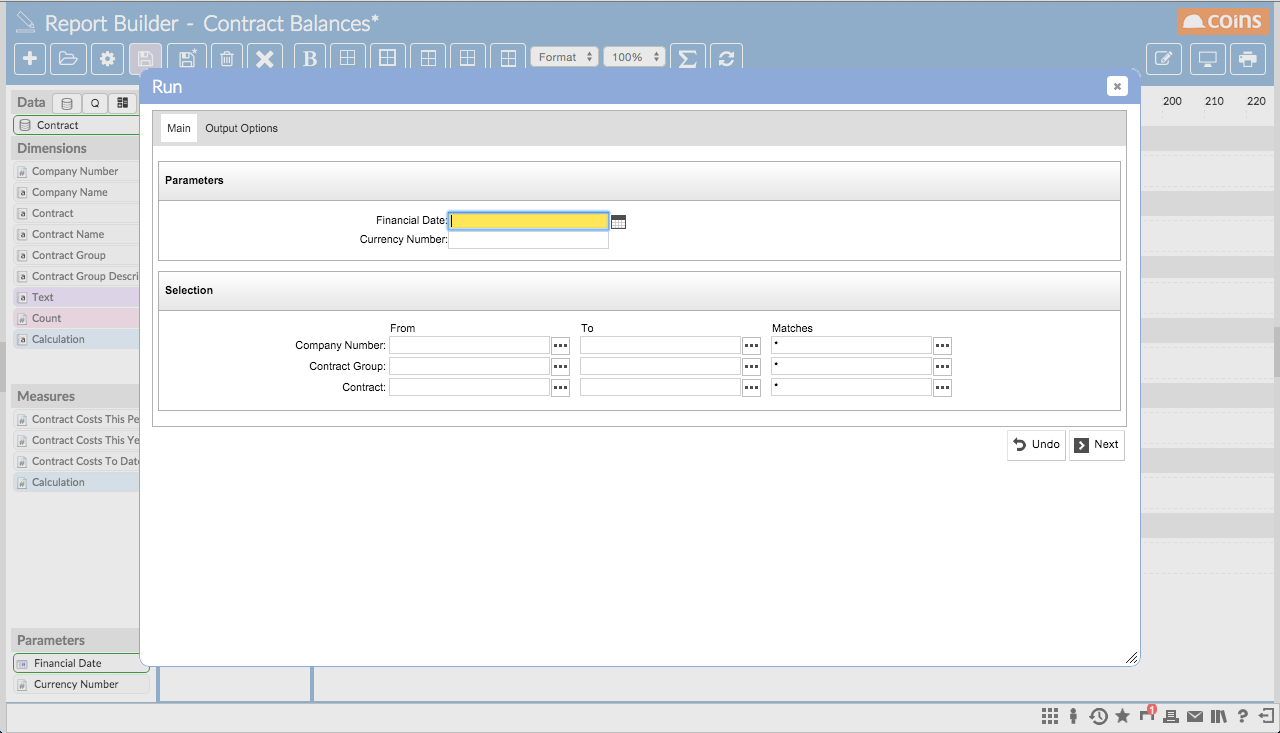 Report Builder - Contract Balances*
coins
B
Format
100%
Σ
Run
Data
Q
Contract
Dimensions
Company Number
Company Name
Contract
Contract Name
Contract Group
Contract Group Descri
Text
Count
Calculation
Measures
Contract Costs This Pe
Contract Costs This Ye
Contract Costs To Date
Calculation
Parameters
Financial Date
Currency Number
Main Output Options
Parameters
Financial Date:
Currency Number:
Selection
From To Matches
Company Number: *
Contract Group: *
Contract: *
Undo Next
200 210 220
1
?